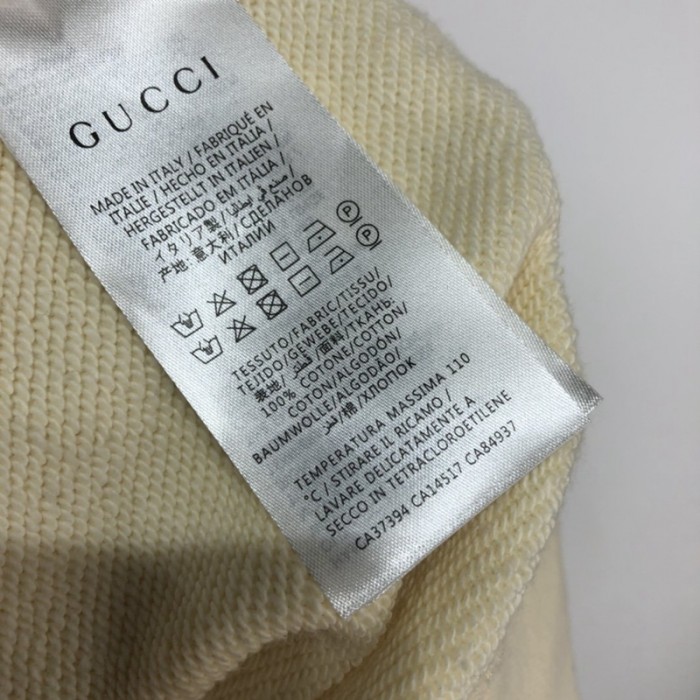 GUCCI
MADE IN ITALY / FABRIQUÉ EN
ITALIE / HECHO EN ITALIA /
HERGESTELLT IN ITALIEN /
FABRICADO EM ITALIA /
イタリア製 / صنع في إيطاليا /
产地: 意大利 / СДЕЛАНОВ
ИТАЛИИ
P
P
TESSUTO/FABRIC/TISSU/
TEJIDO/GEWEBE/TECIDO/
表地/ قماش /面料/ТКАНЬ:
100% COTONE/COTTON/
COTON/ALGODÓN/
BAUMWOLLE/ALGODÃO/
綿/ /棉/ХЛОПОК
TEMPERATURA MASSIMA 110
°C / STIRARE IL RICAMO /
LAVARE DELICATAMENTE A
SECCO IN TETRACLOROETILENE
CA37394 CA14517 CA84937